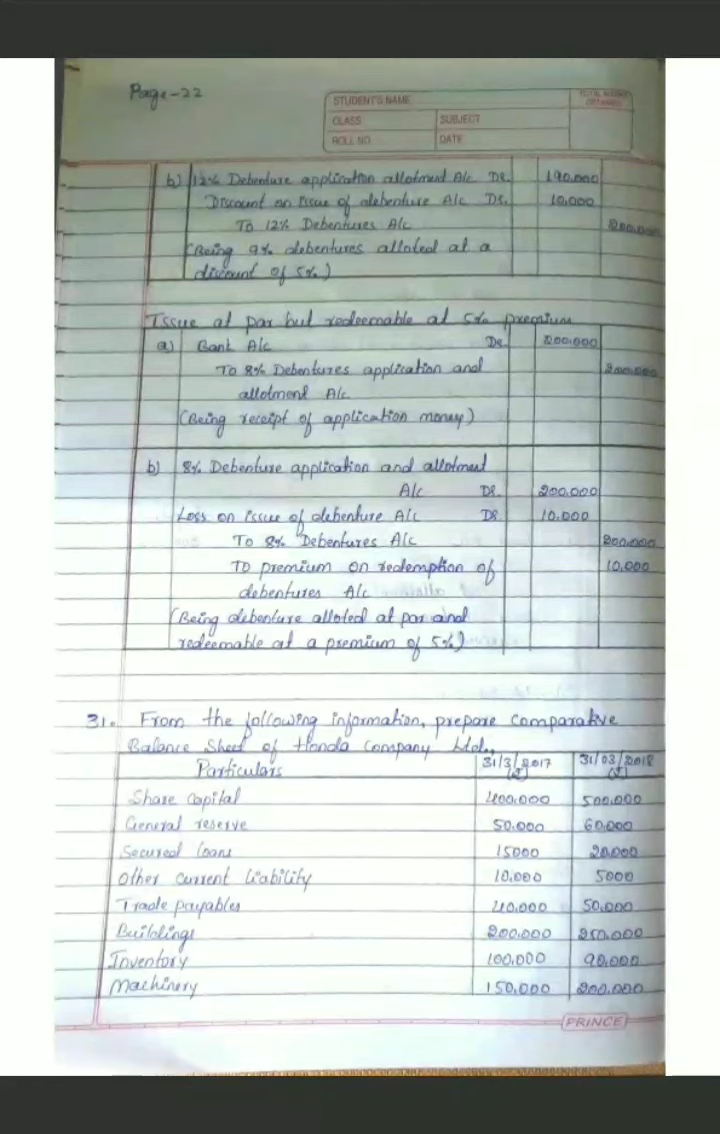 Page-22
STUDENT'S NAME
CLASS SUBJECT
ROLL NO. DATE
b) 12% Debenture application allotment A/c Dr. 190,000
Discount on issue of debenture A/c Dr. 10,000
To 12% Debentures A/c 200,000
(Being 9% debentures alloted at a
discount of 5%)
Issue at par but redeemable at 5% premium
a) Bank A/c Dr. 200,000
To 8% Debentures application and 200,000
allotment A/c
(Being receipt of application money)
b) 8% Debenture application and allotment
A/c DR. 200,000
Loss on issue of debenture A/c DR 10,000
To 8% Debentures A/c 200,000
TO premium on redemption of 10,000
debentures A/c
(Being debenture alloted at par and
redeemable at a premium of 5%)
31. From the following information, prepare comparative
Balance Sheet of Honda Company Ltd.,
Particulars 31/3/2017 (₹) 31/03/2018 (₹)
Share capital 400,000 500,000
General reserve 50,000 60,000
Secured loans 15000 20,000
Other current liability 10,000 5000
Trade payables 40,000 50,000
Buildings 200,000 250,000
Inventory 100,000 90,000
Machinery 150,000 200,000
PRINCE